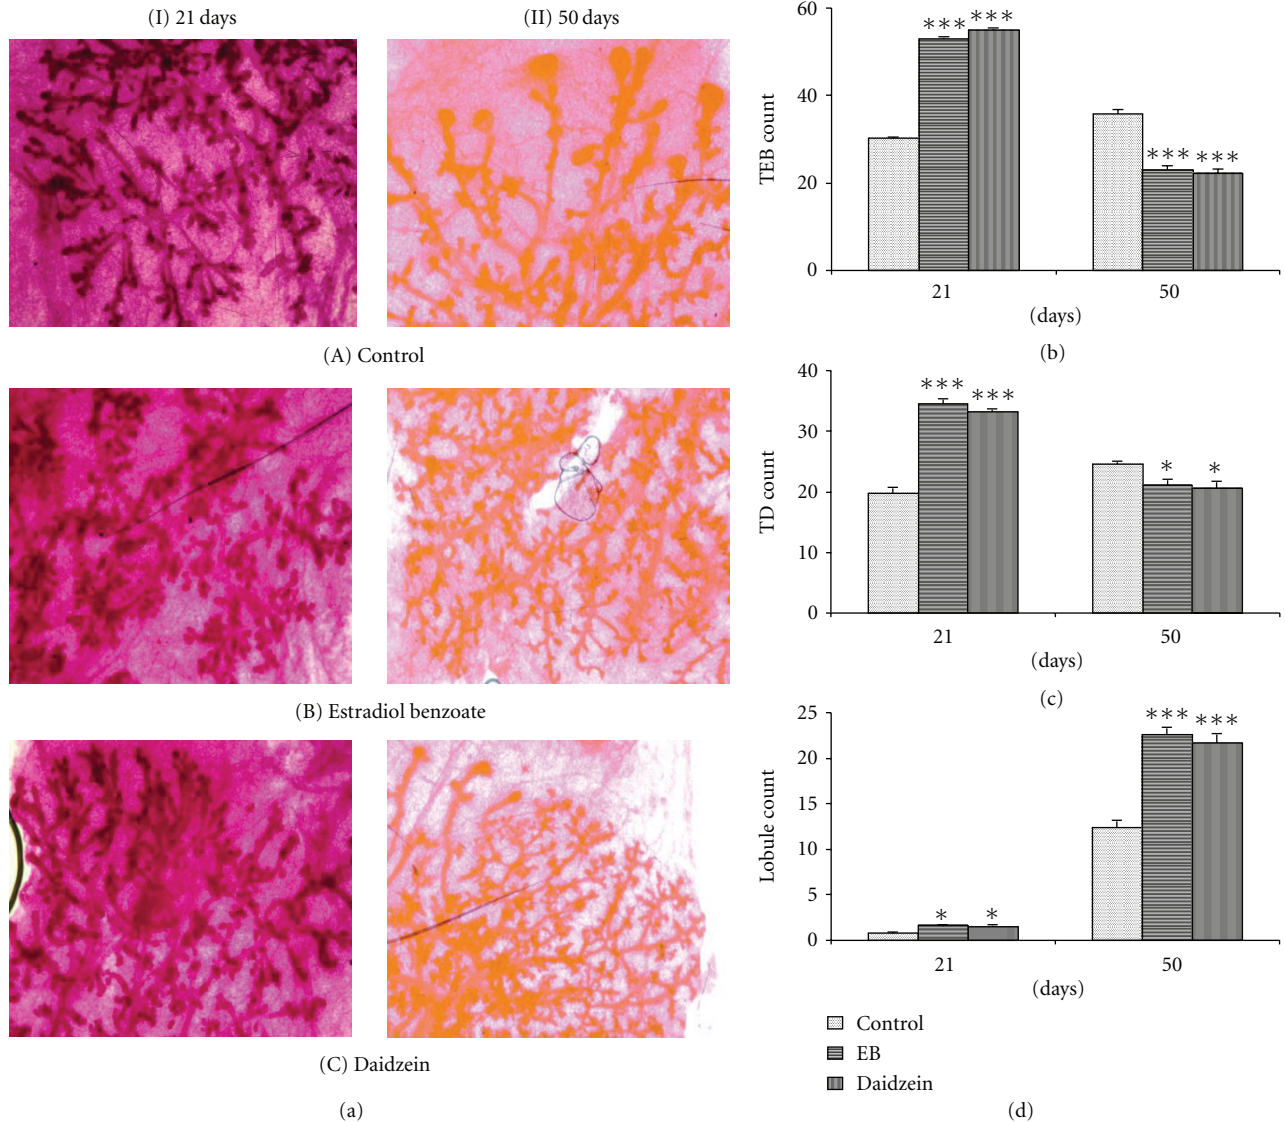 (I) 21 days
(II) 50 days
(A) Control
(B) Estradiol benzoate
(C) Daidzein
(a)
60
40
20
0
TEB count
***
***
***
***
21
50
(days)
(b)
40
30
20
10
0
TD count
***
***
*
*
21
50
(days)
(c)
25
20
15
10
5
0
Lobule count
*
*
***
***
21
50
(days)
Control
EB
Daidzein
(d)